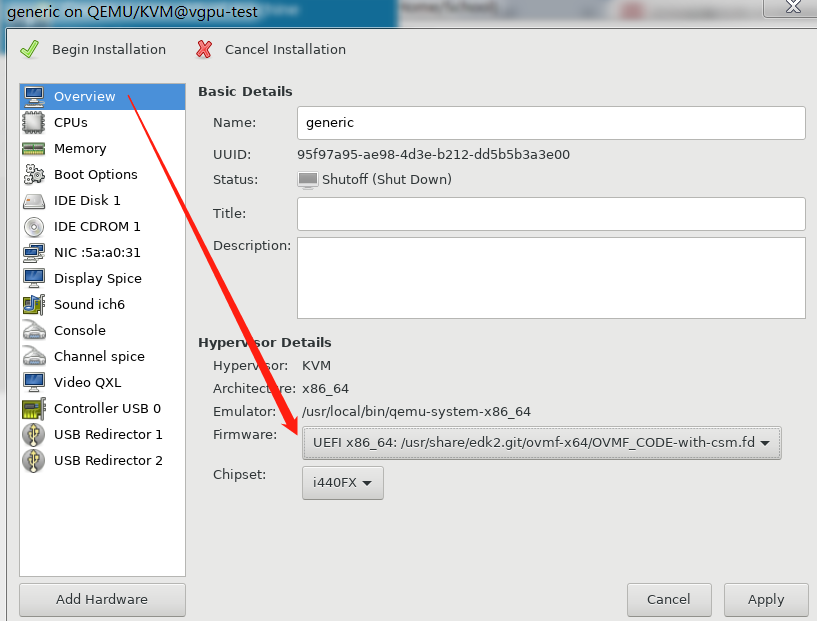 generic on QEMU/KVM@vgpu-test
Begin Installation
Cancel Installation
Overview
CPUs
Memory
Boot Options
IDE Disk 1
IDE CDROM 1
NIC :5a:a0:31
Display Spice
Sound ich6
Console
Channel spice
Video QXL
Controller USB 0
USB Redirector 1
USB Redirector 2
Add Hardware
Basic Details
Name: generic
UUID: 95f97a95-ae98-4d3e-b212-dd5b5b3a3e00
Status: Shutoff (Shut Down)
Title:
Description:
Hypervisor Details
Hypervisor: KVM
Architecture: x86_64
Emulator: /usr/local/bin/qemu-system-x86_64
Firmware: UEFI x86_64: /usr/share/edk2.git/ovmf-x64/OVMF_CODE-with-csm.fd
Chipset: i440FX
Cancel
Apply